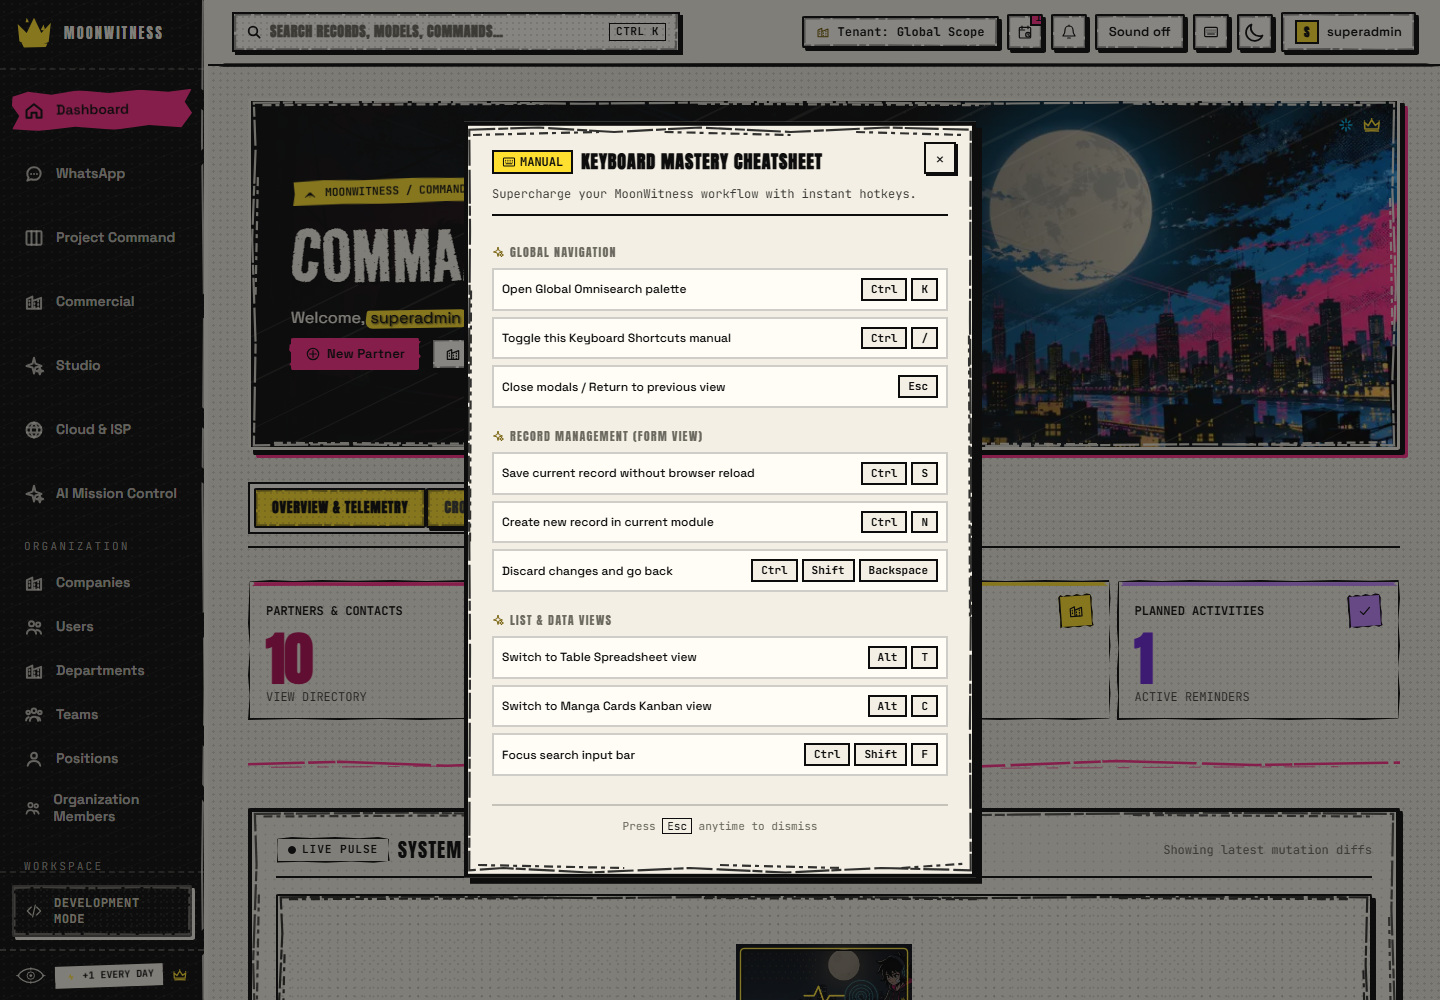 MOONWITNESS
SEARCH RECORDS, MODELS, COMMANDS...
CTRL K
Tenant: Global Scope
Sound off
S
superadmin
Dashboard
WhatsApp
Project Command
Commercial
Studio
Cloud & ISP
AI Mission Control
ORGANIZATION
Companies
Users
Departments
Teams
Positions
Organization
Members
WORKSPACE
DEVELOPMENT
MODE
+1 EVERY DAY
MOONWITNESS / COMMAND
COMMA
Welcome, superadmin
New Partner
OVERVIEW & TELEMETRY
PARTNERS & CONTACTS
10
VIEW DIRECTORY
PLANNED ACTIVITIES
1
ACTIVE REMINDERS
LIVE PULSE
SYSTEM
Showing latest mutation diffs
MANUAL
KEYBOARD MASTERY CHEATSHEET
×
Supercharge your MoonWitness workflow with instant hotkeys.
GLOBAL NAVIGATION
Open Global Omnisearch palette
Ctrl K
Toggle this Keyboard Shortcuts manual
Ctrl /
Close modals / Return to previous view
Esc
RECORD MANAGEMENT (FORM VIEW)
Save current record without browser reload
Ctrl S
Create new record in current module
Ctrl N
Discard changes and go back
Ctrl Shift Backspace
LIST & DATA VIEWS
Switch to Table Spreadsheet view
Alt T
Switch to Manga Cards Kanban view
Alt C
Focus search input bar
Ctrl Shift F
Press Esc anytime to dismiss